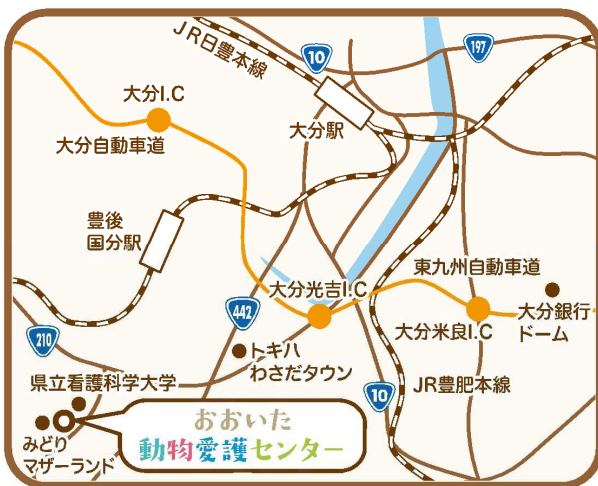 JR日豊本線
10
197
大分I.C
大分駅
大分自動車道
豊後
国分駅
東九州自動車道
大分光吉I.C
大分銀行
ドーム
442
大分米良I.C
210
トキハ
わさだタウン
県立看護科学大学
10
JR豊肥本線
おおいた
動物愛護センター
みどり
マザーランド